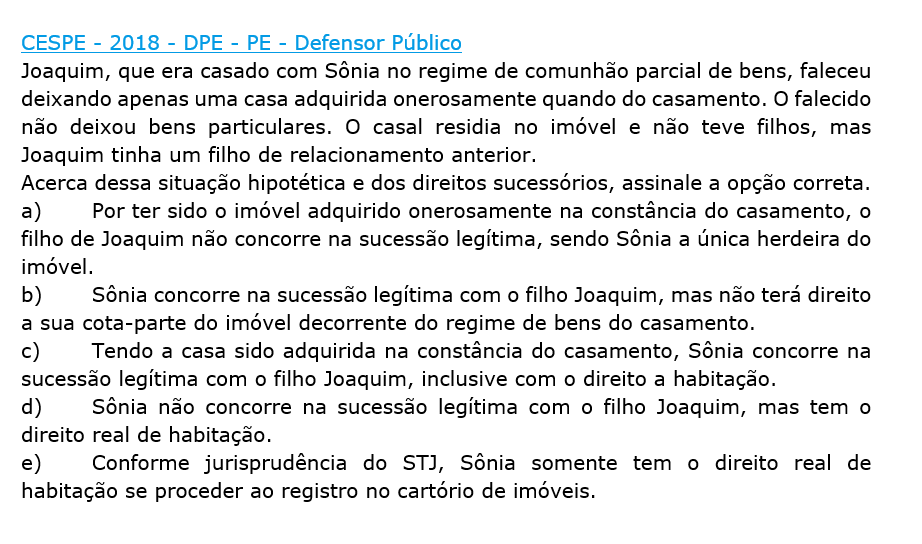 CESPE - 2018 - DPE - PE - Defensor Público
Joaquim, que era casado com Sônia no regime de comunhão parcial de bens, faleceu
deixando apenas uma casa adquirida onerosamente quando do casamento. O falecido
não deixou bens particulares. O casal residia no imóvel e não teve filhos, mas
Joaquim tinha um filho de relacionamento anterior.
Acerca dessa situação hipotética e dos direitos sucessórios, assinale a opção correta.
a) Por ter sido o imóvel adquirido onerosamente na constância do casamento, o
filho de Joaquim não concorre na sucessão legítima, sendo Sônia a única herdeira do
imóvel.
b) Sônia concorre na sucessão legítima com o filho Joaquim, mas não terá direito
a sua cota-parte do imóvel decorrente do regime de bens do casamento.
c) Tendo a casa sido adquirida na constância do casamento, Sônia concorre na
sucessão legítima com o filho Joaquim, inclusive com o direito a habitação.
d) Sônia não concorre na sucessão legítima com o filho Joaquim, mas tem o
direito real de habitação.
e) Conforme jurisprudência do STJ, Sônia somente tem o direito real de
habitação se proceder ao registro no cartório de imóveis.